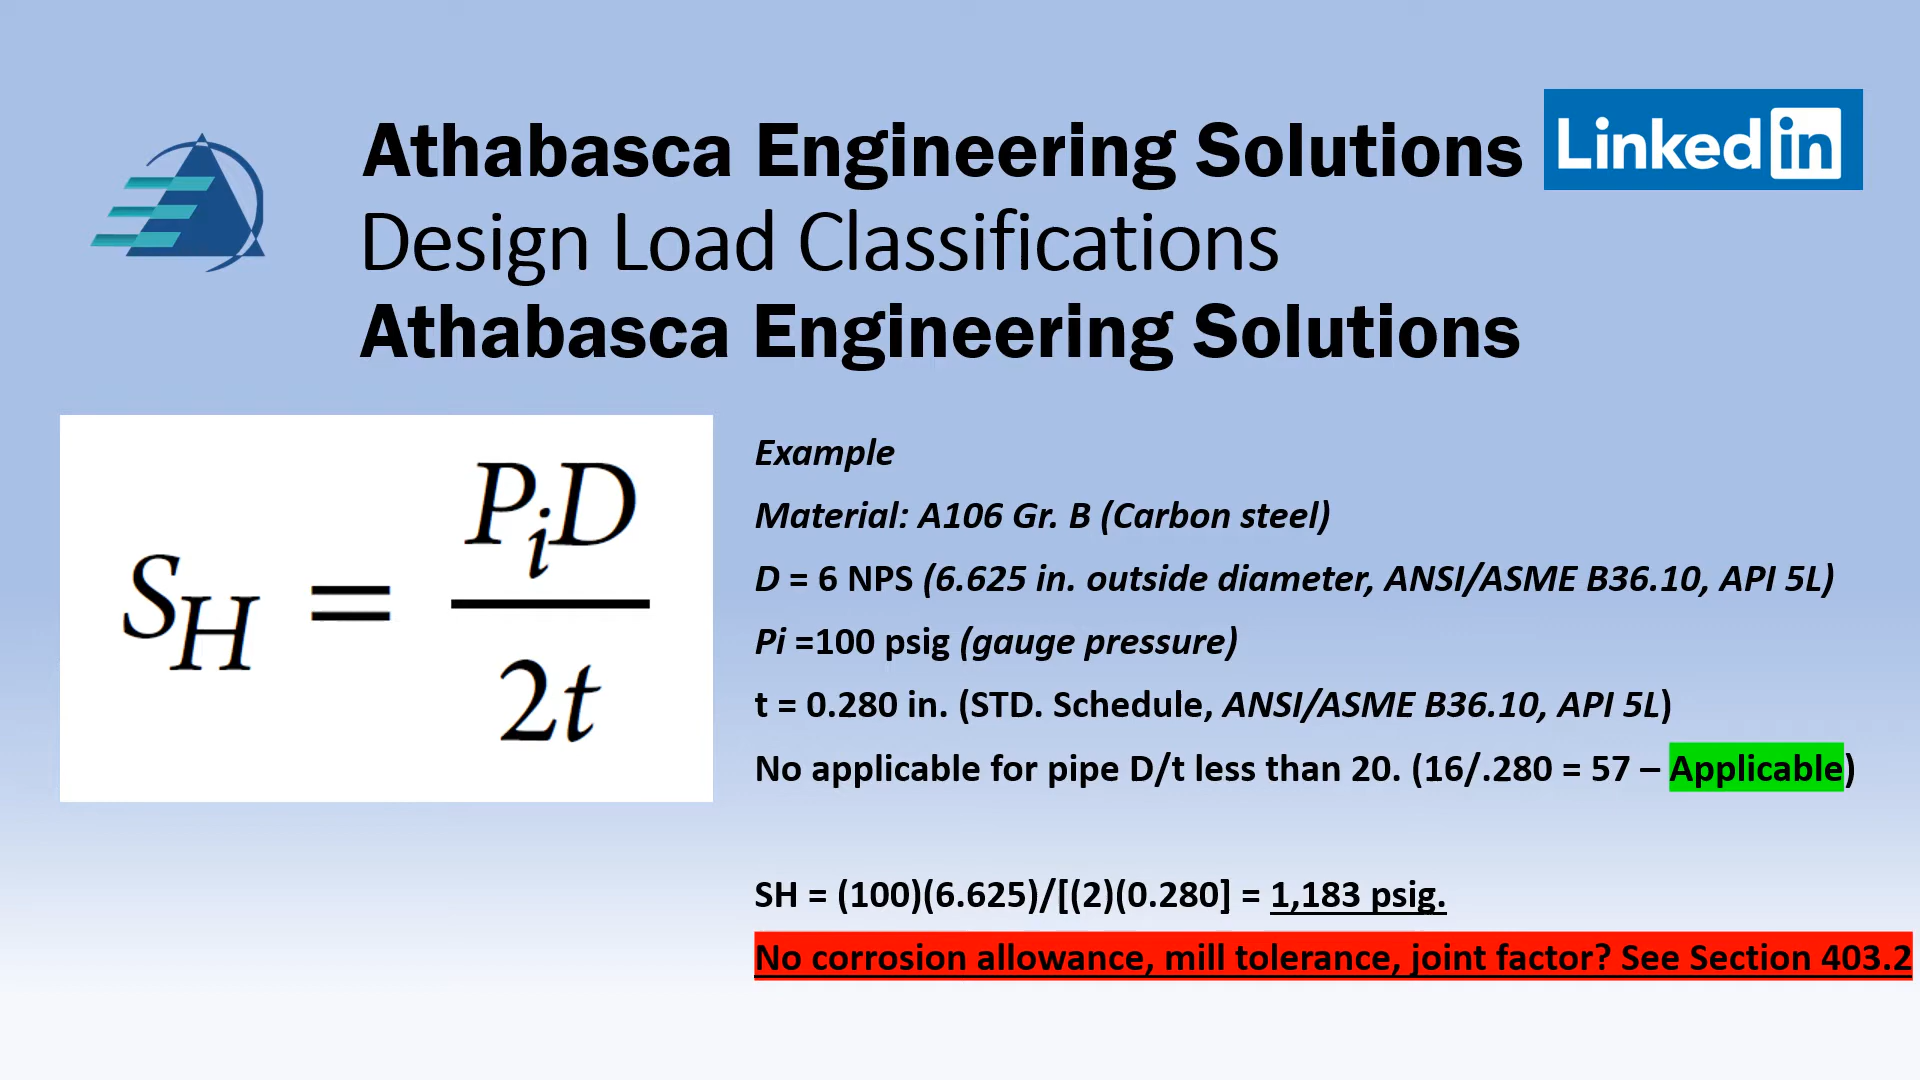 Athabasca Engineering Solutions
Linked in
Design Load Classifications
Athabasca Engineering Solutions
S_H = P_i D / 2t
Example
Material: A106 Gr. B (Carbon steel)
D = 6 NPS (6.625 in. outside diameter, ANSI/ASME B36.10, API 5L)
Pi =100 psig (gauge pressure)
t = 0.280 in. (STD. Schedule, ANSI/ASME B36.10, API 5L)
No applicable for pipe D/t less than 20. (16/.280 = 57 – Applicable)
SH = (100)(6.625)/[(2)(0.280] = 1,183 psig.
No corrosion allowance, mill tolerance, joint factor? See Section 403.2